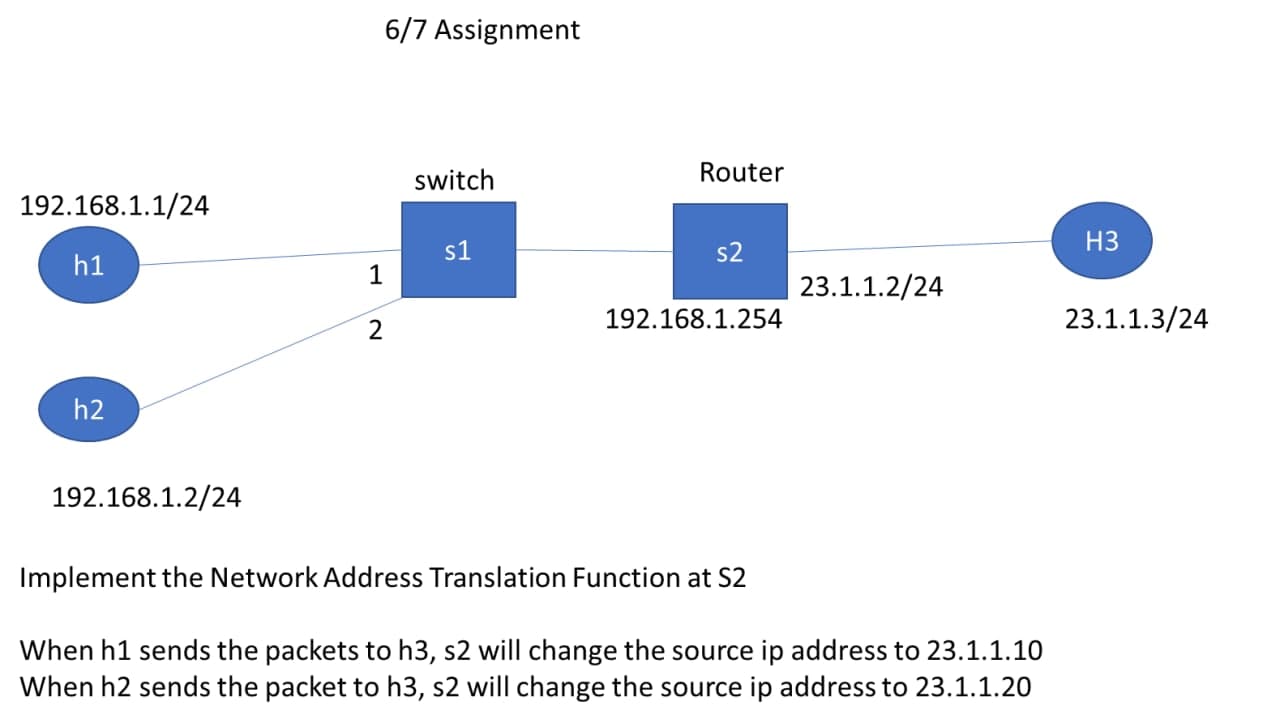 6/7 Assignment
switch
Router
192.168.1.1/24
h1
s1
s2
H3
1
2
23.1.1.2/24
192.168.1.254
23.1.1.3/24
h2
192.168.1.2/24
Implement the Network Address Translation Function at S2
When h1 sends the packets to h3, s2 will change the source ip address to 23.1.1.10
When h2 sends the packet to h3, s2 will change the source ip address to 23.1.1.20